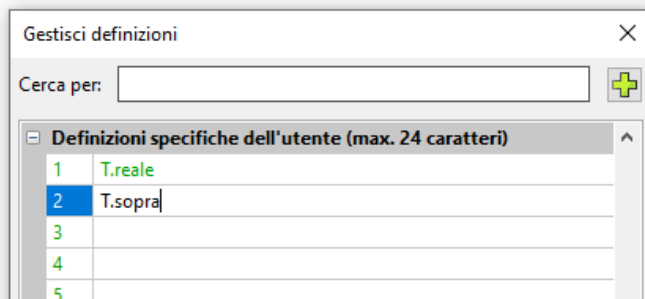 Gestisci definizioni
Cerca per:
Definizioni specifiche dell'utente (max. 24 caratteri)
1 T.reale
2 T.sopra
3
4
5